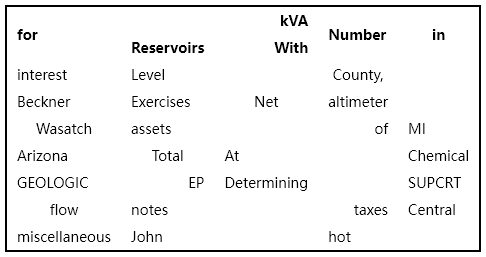 for Reservoirs kVA With Number in
interest Level County,
Beckner Exercises Net altimeter
Wasatch assets of MI
Arizona Total At Chemical
GEOLOGIC EP Determining SUPCRT
flow notes taxes Central
miscellaneous John hot